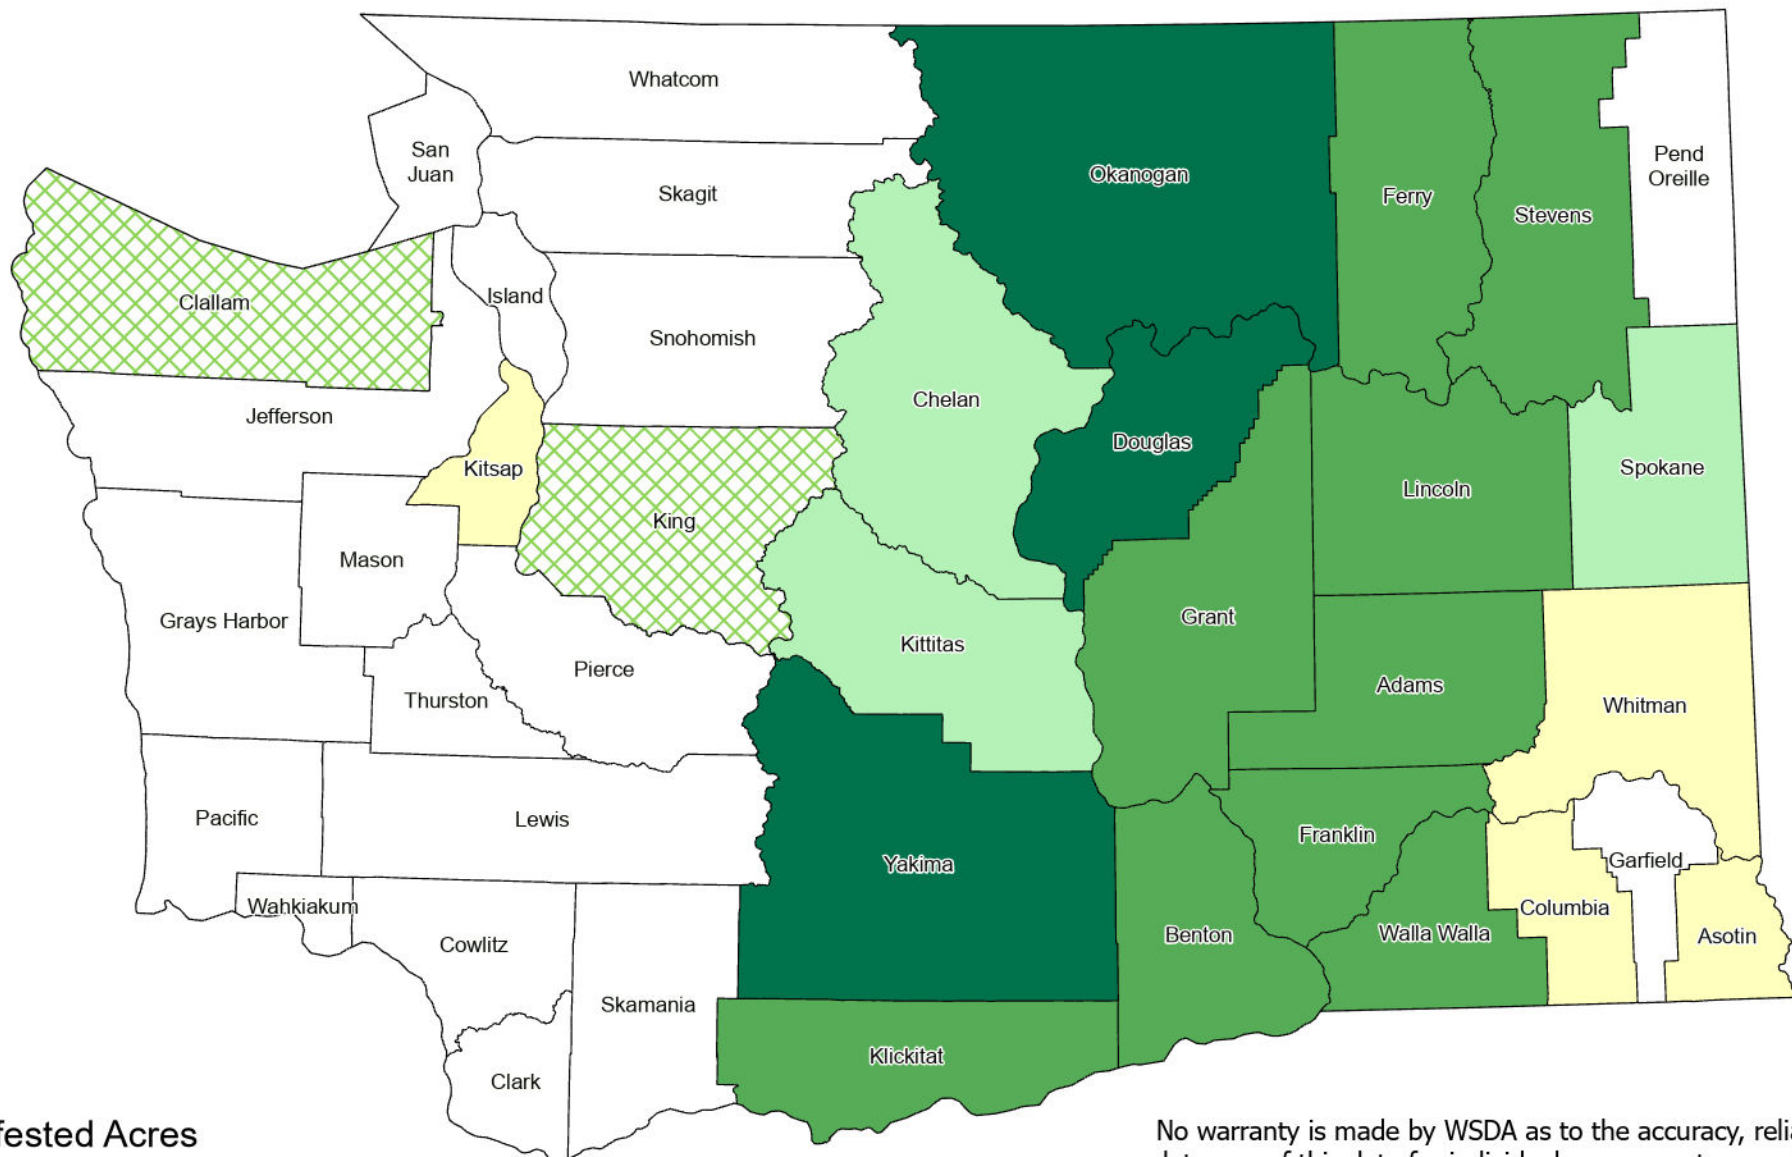 Whatcom
San
Juan
Skagit
Okanogan
Ferry
Stevens
Pend
Oreille
Clallam
Island
Snohomish
Chelan
Jefferson
Kitsap
King
Douglas
Lincoln
Spokane
Mason
Grays Harbor
Kittitas
Grant
Pierce
Thurston
Adams
Whitman
Pacific
Lewis
Yakima
Franklin
Garfield
Wahkiakum
Columbia
Cowlitz
Benton
Walla Walla
Asotin
Skamania
Klickitat
Clark
fested Acres
No warranty is made by WSDA as to the accuracy, relia